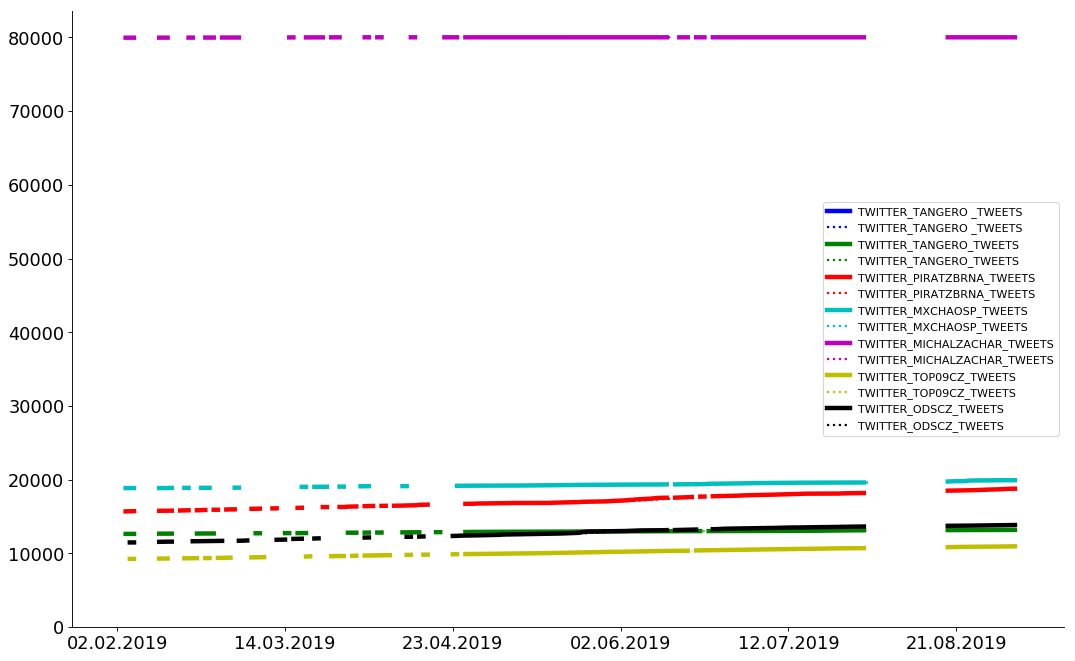 80000
70000
60000
50000
40000
30000
20000
10000
0
TWITTER_TANGERO _TWEETS
TWITTER_TANGERO _TWEETS
TWITTER_TANGERO_TWEETS
TWITTER_TANGERO_TWEETS
TWITTER_PIRATZBRNA_TWEETS
TWITTER_PIRATZBRNA_TWEETS
TWITTER_MXCHAOSP_TWEETS
TWITTER_MXCHAOSP_TWEETS
TWITTER_MICHALZACHAR_TWEETS
TWITTER_MICHALZACHAR_TWEETS
TWITTER_TOP09CZ_TWEETS
TWITTER_TOP09CZ_TWEETS
TWITTER_ODSCZ_TWEETS
TWITTER_ODSCZ_TWEETS
02.02.2019 14.03.2019 23.04.2019 02.06.2019 12.07.2019 21.08.2019